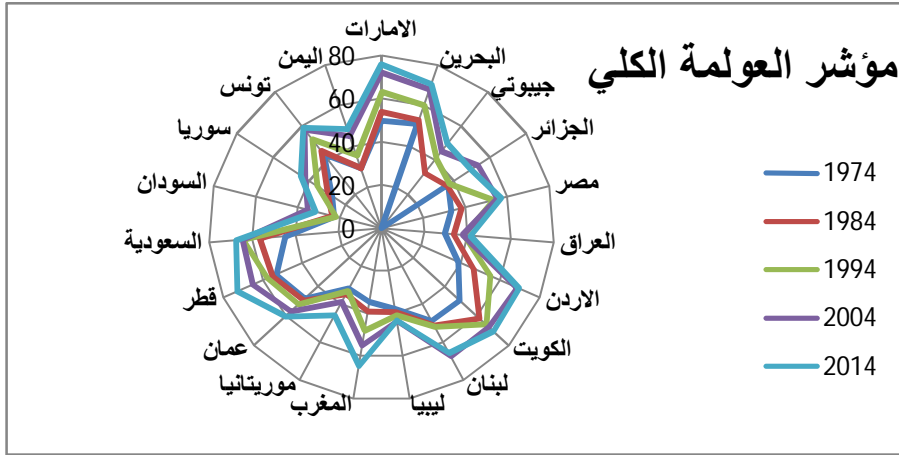 مؤشر العولمة الكلي
الامارات
البحرين
جيبوتي
الجزائر
مصر
العراق
الاردن
الكويت
لبنان
ليبيا
المغرب
موريتانيا
عمان
قطر
السعودية
السودان
سوريا
تونس
اليمن
80
60
40
20
0
1974
1984
1994
2004
2014